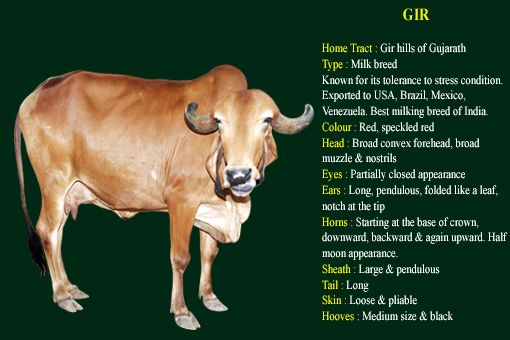 GIR
Home Tract : Gir hills of Gujarath
Type : Milk breed
Known for its tolerance to stress condition.
Exported to USA, Brazil, Mexico,
Venezuela. Best milking breed of India.
Colour : Red, speckled red
Head : Broad convex forehead, broad
muzzle & nostrils
Eyes : Partially closed appearance
Ears : Long, pendulous, folded like a leaf,
notch at the tip
Horns : Starting at the base of crown,
downward, backward & again upward. Half
moon appearance.
Sheath : Large & pendulous
Tail : Long
Skin : Loose & pliable
Hooves : Medium size & black